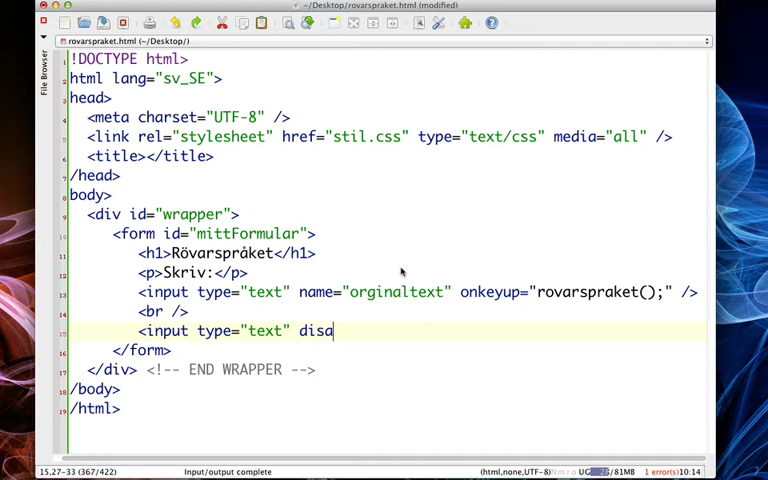 ~/Desktop/rovarspraket.html (modified)
rovarspraket.html (~/Desktop/)
File Browser
1 !DOCTYPE html>
2 html lang="sv_SE">
3 head>
4 <meta charset="UTF-8" />
5 <link rel="stylesheet" href="stil.css" type="text/css" media="all" />
6 <title></title>
7 /head>
8 body>
9 <div id="wrapper">
10 <form id="mittFormular">
11 <h1>Rövarspråket</h1>
12 <p>Skriv:</p>
13 <input type="text" name="orginaltext" onkeyup="rovarspraket();" />
14 <br />
15 <input type="text" disa
16 </form>
17 </div> <!-- END WRAPPER -->
18 /body>
19 /html>
15,27-33 (367/422) Input/output complete (html,none,UTF-8) N m r o UG /81MB 1 error(s)10:14